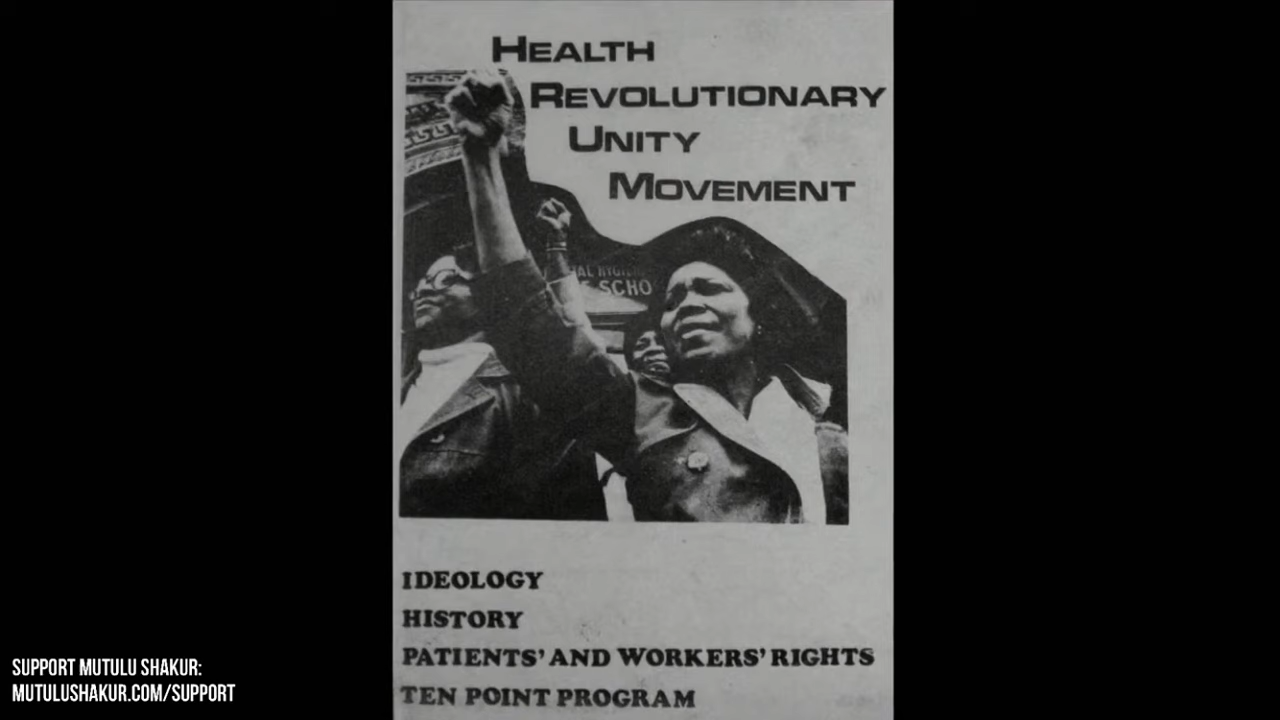 HEALTH
REVOLUTIONARY
UNITY
MOVEMENT
SCHO
IDEOLOGY
HISTORY
PATIENTS' AND WORKERS' RIGHTS
TEN POINT PROGRAM
SUPPORT MUTULU SHAKUR:
MUTULUSHAKUR.COM/SUPPORT